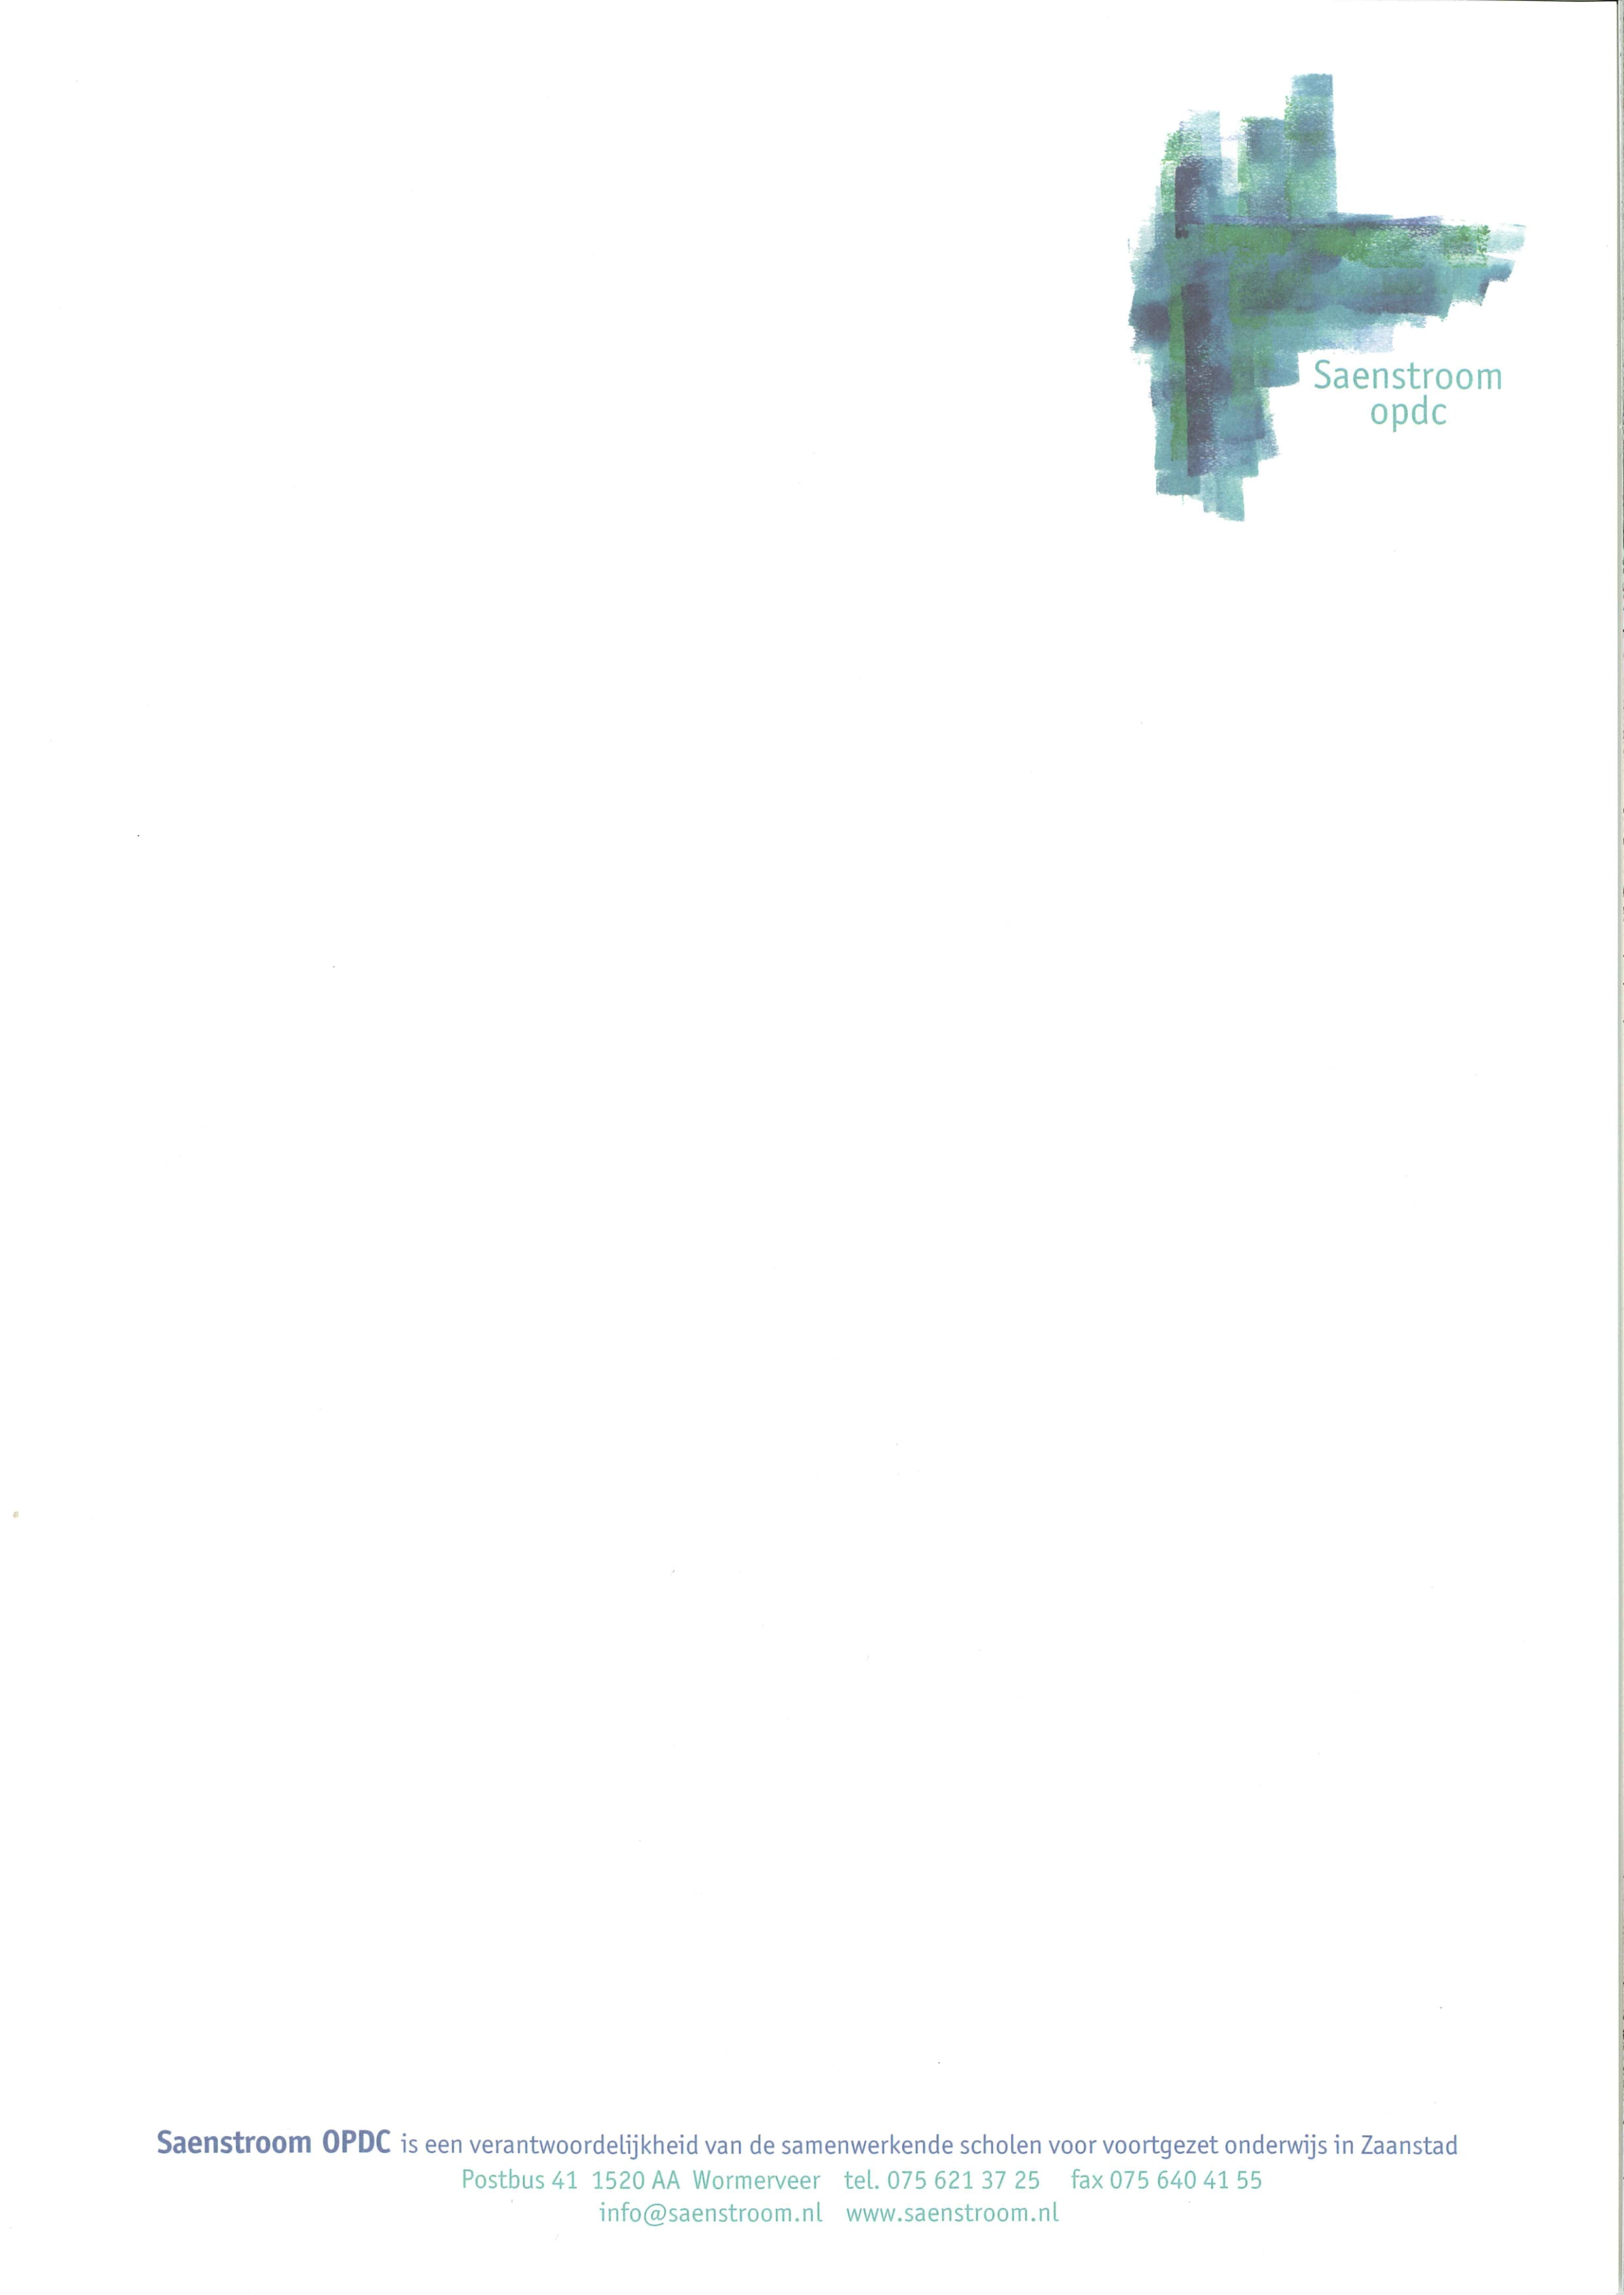 Saenstroom
opdc
Saenstroom OPDC is een verantwoordelijkheid van de samenwerkende scholen voor voortgezet onderwijs in Zaanstad
Postbus 41 1520 AA Wormerveer tel. 075 621 37 25 fax 075 640 41 55
info@saenstroom.nl www.saenstroom.nl